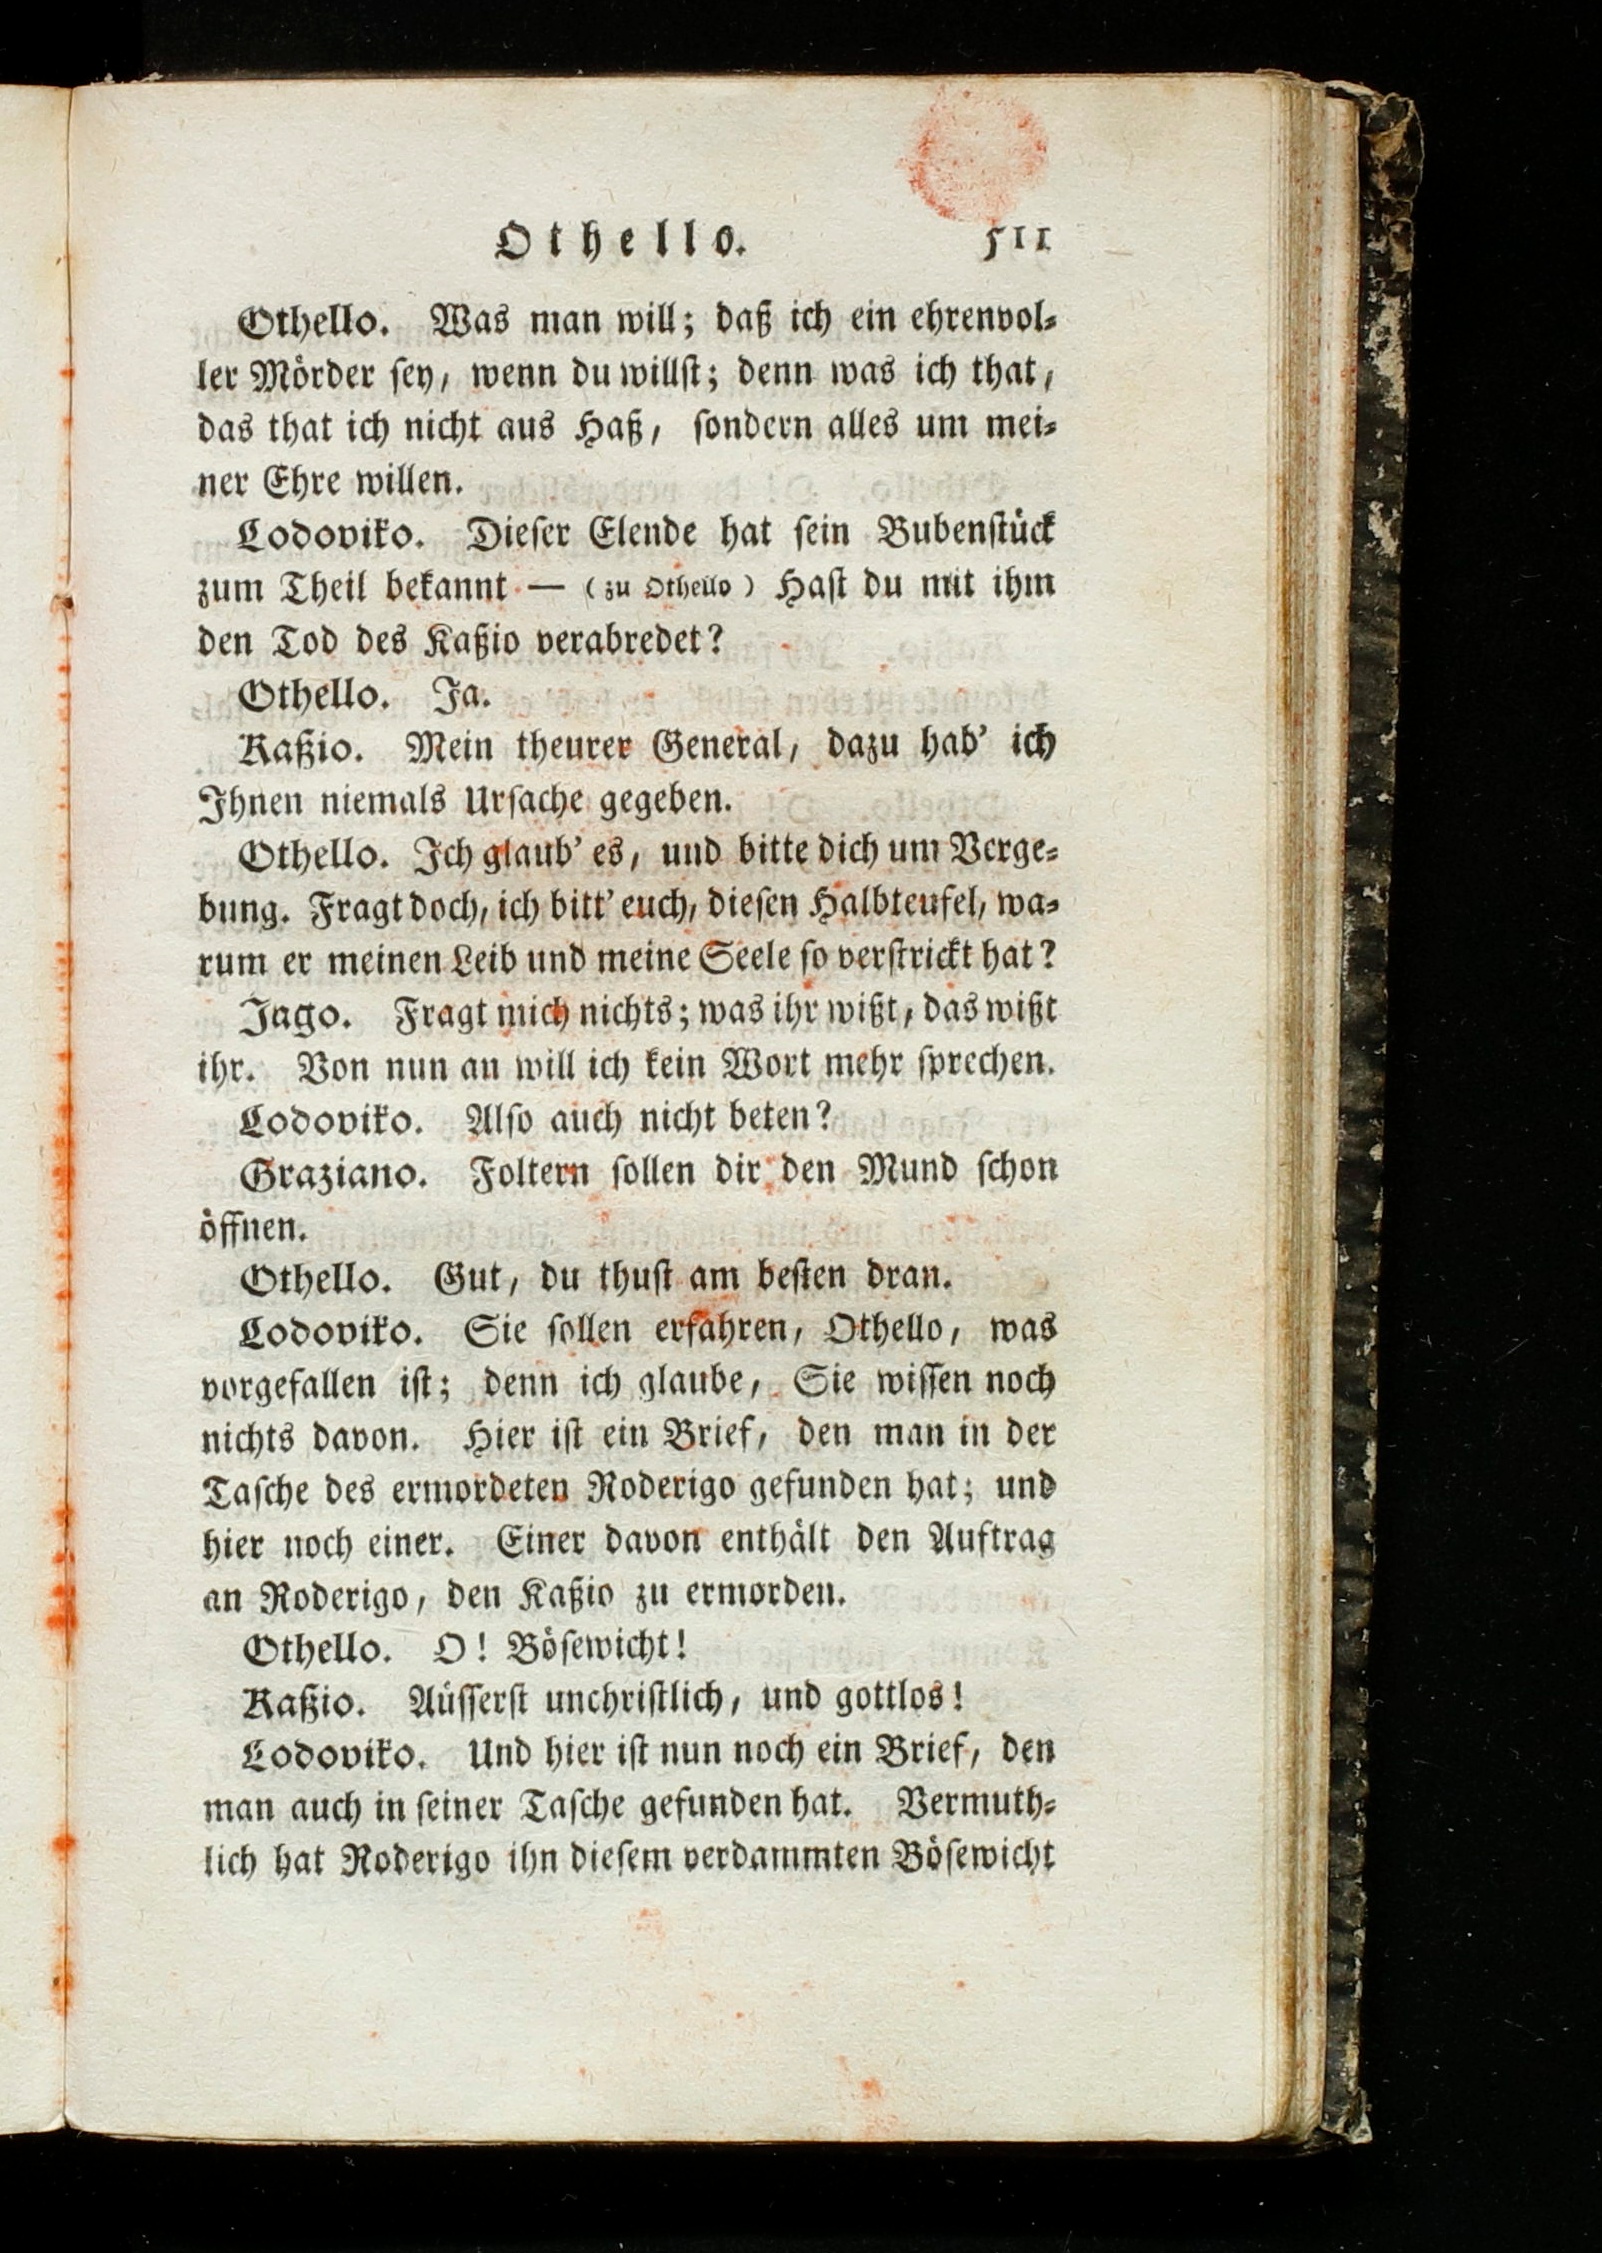 Othello. 511
Othello. Was man will; daß ich ein ehrenvol⸗
ler Mörder ſey, wenn du willſt; denn was ich that,
das that ich nicht aus Haß, ſondern alles um mei⸗
ner Ehre willen.
Lodoviko. Dieſer Elende hat ſein Bubenſtück
zum Theil bekannt — (zu Othello) Haſt du mit ihm
den Tod des Kaßio verabredet?
Othello. Ja.
Kaßio. Mein theurer General, dazu hab' ich
Ihnen niemals Urſache gegeben.
Othello. Ich glaub' es, und bitte dich um Verge⸗
bung. Fragt doch, ich bitt' euch, dieſen Halbteufel, wa⸗
rum er meinen Leib und meine Seele ſo verſtrickt hat?
Jago. Fragt mich nichts; was ihr wißt, das wißt
ihr. Von nun an will ich kein Wort mehr ſprechen.
Lodoviko. Alſo auch nicht beten?
Graziano. Foltern ſollen dir den Mund ſchon
öffnen.
Othello. Gut, du thuſt am beſten dran.
Lodoviko. Sie ſollen erfahren, Othello, was
vorgefallen iſt; denn ich glaube, Sie wiſſen noch
nichts davon. Hier iſt ein Brief, den man in der
Taſche des ermordeten Roderigo gefunden hat; und
hier noch einer. Einer davon enthält den Auftrag
an Roderigo, den Kaßio zu ermorden.
Othello. O! Böſewicht!
Kaßio. Aüſſerſt unchriſtlich, und gottlos!
Lodoviko. Und hier iſt nun noch ein Brief, den
man auch in ſeiner Taſche gefunden hat. Vermuth⸗
lich hat Roderigo ihn dieſem verdammten Böſewicht